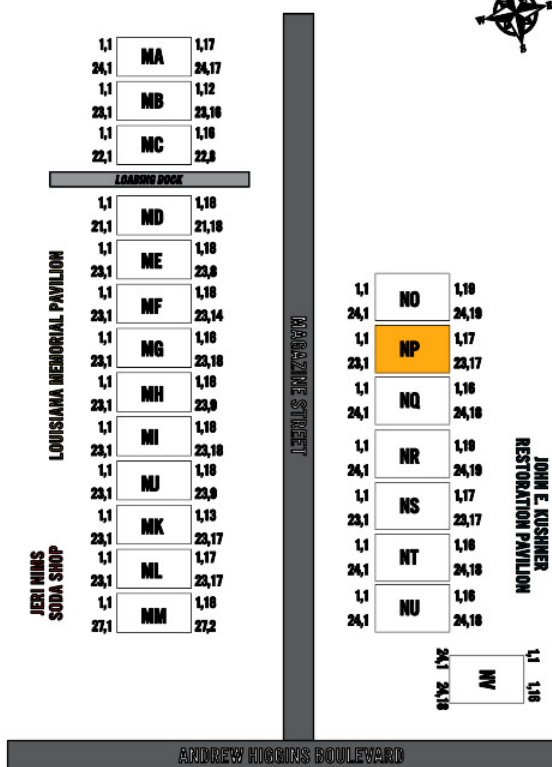 W
S
1,1 MA 1,17
24,1 24,17
1,1 MB 1,12
23,1 23,16
1,1 MC 1,16
22,1 22,8
LOADING DOCK
1,1 MD 1,18
21,1 21,18
1,1 ME 1,18
23,1 23,8
1,1 MF 1,18
23,1 23,14
1,1 MG 1,16
23,1 23,18
1,1 MH 1,18
23,1 23,9
1,1 MI 1,18
23,1 23,18
1,1 MJ 1,18
23,1 23,9
1,1 MK 1,13
23,1 23,17
1,1 ML 1,17
23,1 23,17
1,1 MM 1,18
27,1 27,2
LOUISIANA MEMORIAL PAVILION
JERI NIMS
SODA SHOP
MAGAZINE STREET
1,1 NO 1,19
24,1 24,19
1,1 NP 1,17
23,1 23,17
1,1 NQ 1,16
24,1 24,18
1,1 NR 1,19
24,1 24,19
1,1 NS 1,17
23,1 23,17
1,1 NT 1,16
24,1 24,18
1,1 NU 1,16
24,1 24,18
JOHN E. KUSHNER
RESTORATION PAVILION
1,1 NV 1,16
24,1 24,18
ANDREW HIGGINS BOULEVARD